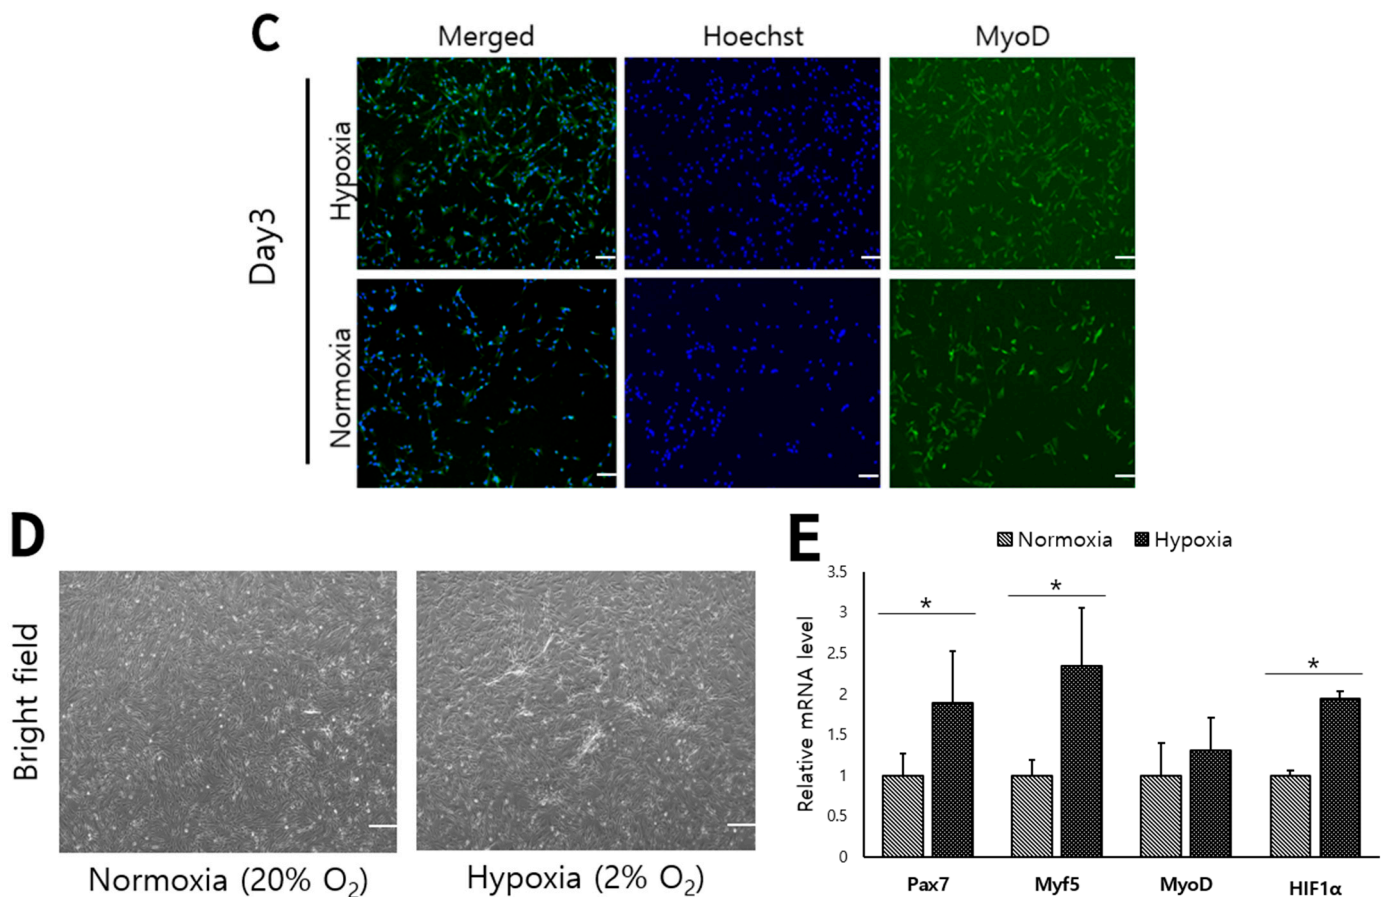 C
Merged Hoechst MyoD
Day3
Hypoxia
Normoxia
D
Bright field
Normoxia (20% O₂)
Hypoxia (2% O₂)
E
Normoxia Hypoxia
Relative mRNA level
3.5
3
2.5
2
1.5
1
0.5
0
*
*
*
Pax7 Myf5 MyoD HIF1α